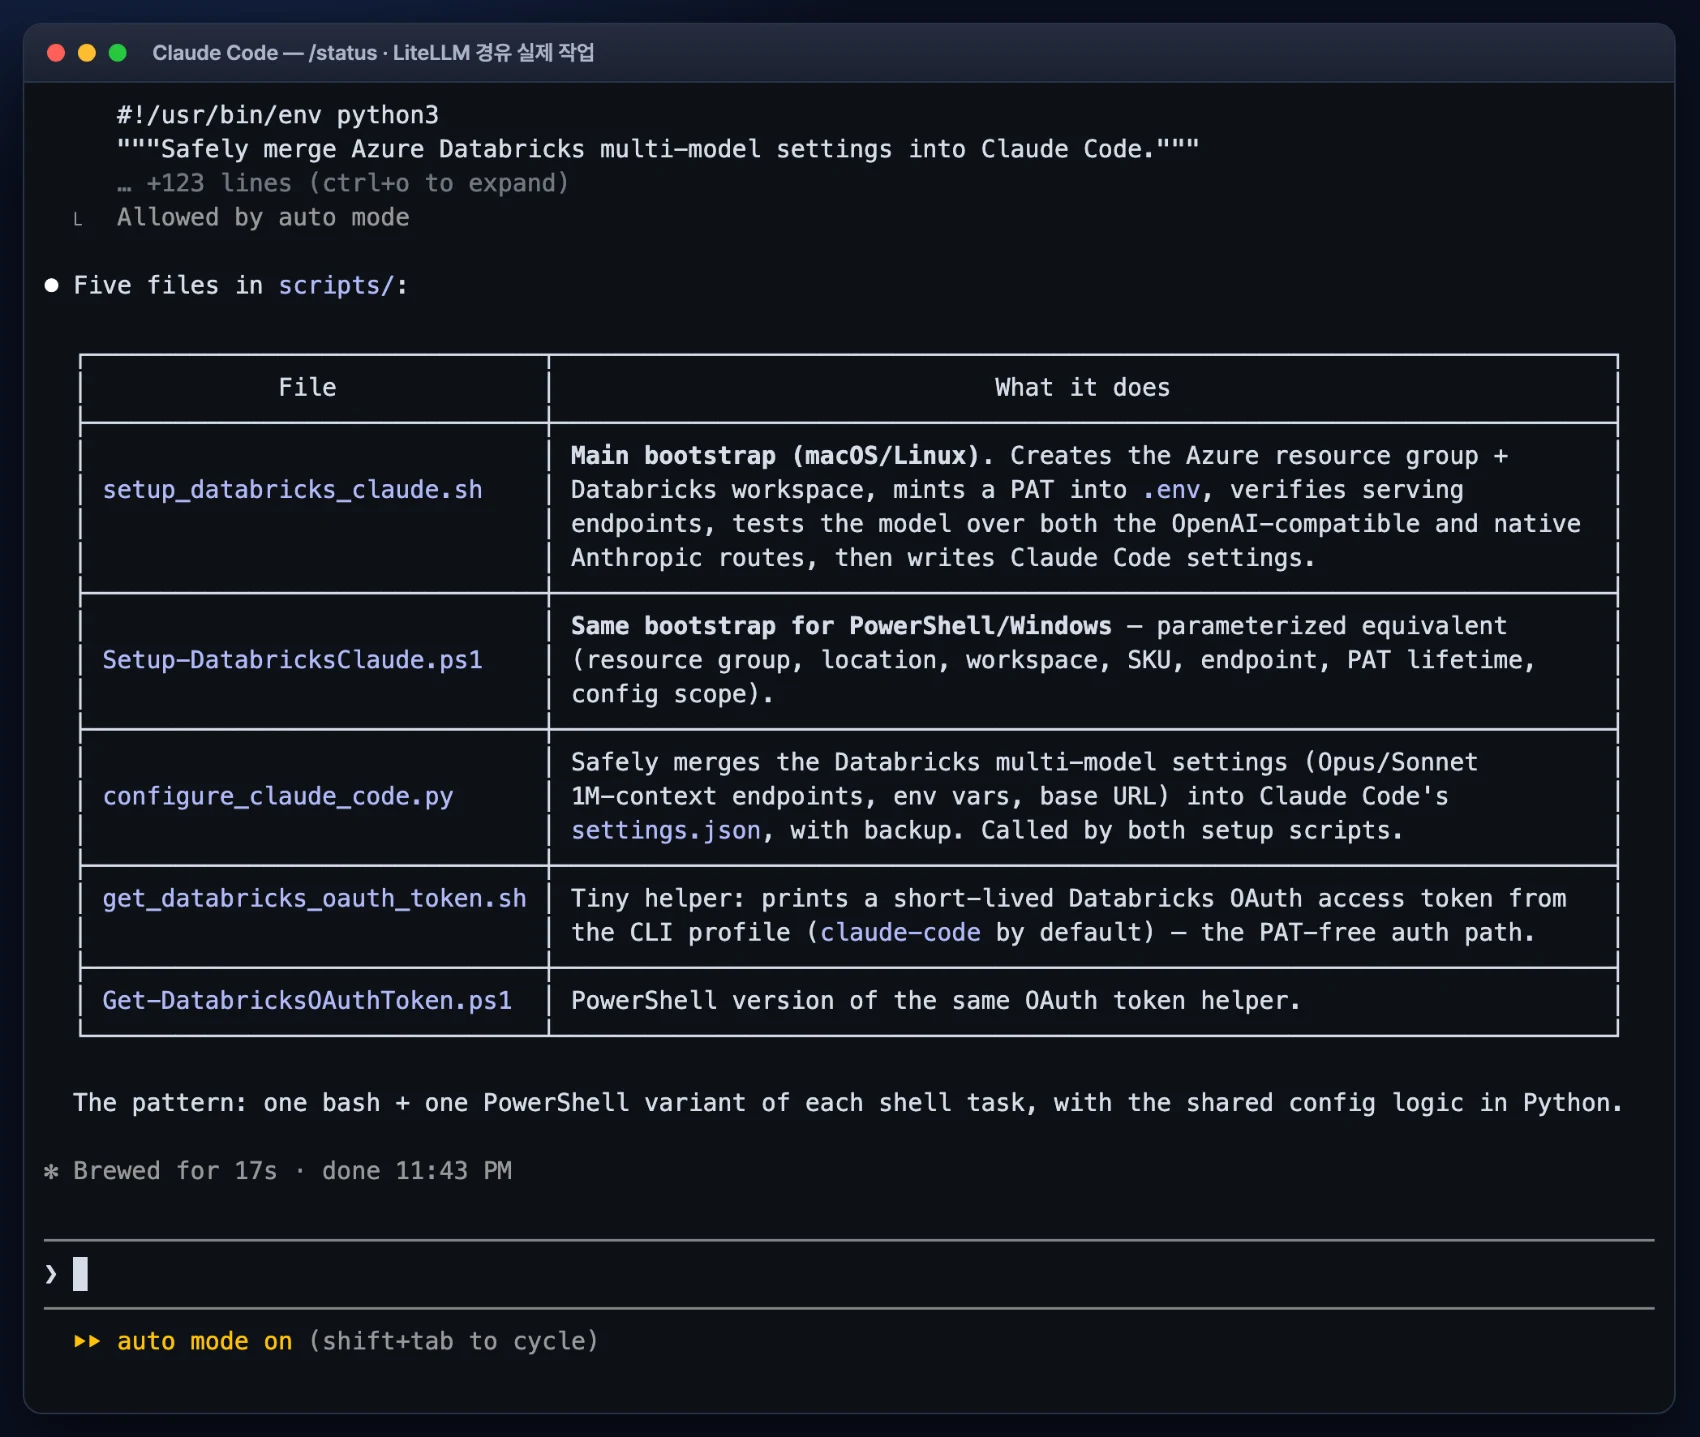 Claude Code — /status · LiteLLM 경유 실제 작업
#!/usr/bin/env python3
"""Safely merge Azure Databricks multi-model settings into Claude Code."""
… +123 lines (ctrl+o to expand)
└ Allowed by auto mode
● Five files in scripts/:
File
What it does
setup_databricks_claude.sh
Main bootstrap (macOS/Linux). Creates the Azure resource group +
Databricks workspace, mints a PAT into .env, verifies serving
endpoints, tests the model over both the OpenAI-compatible and native
Anthropic routes, then writes Claude Code settings.
Setup-DatabricksClaude.ps1
Same bootstrap for PowerShell/Windows — parameterized equivalent
(resource group, location, workspace, SKU, endpoint, PAT lifetime,
config scope).
configure_claude_code.py
Safely merges the Databricks multi-model settings (Opus/Sonnet
1M-context endpoints, env vars, base URL) into Claude Code's
settings.json, with backup. Called by both setup scripts.
get_databricks_oauth_token.sh
Tiny helper: prints a short-lived Databricks OAuth access token from
the CLI profile (claude-code by default) — the PAT-free auth path.
Get-DatabricksOAuthToken.ps1
PowerShell version of the same OAuth token helper.
The pattern: one bash + one PowerShell variant of each shell task, with the shared config logic in Python.
✻ Brewed for 17s · done 11:43 PM
❯
⏵⏵ auto mode on (shift+tab to cycle)